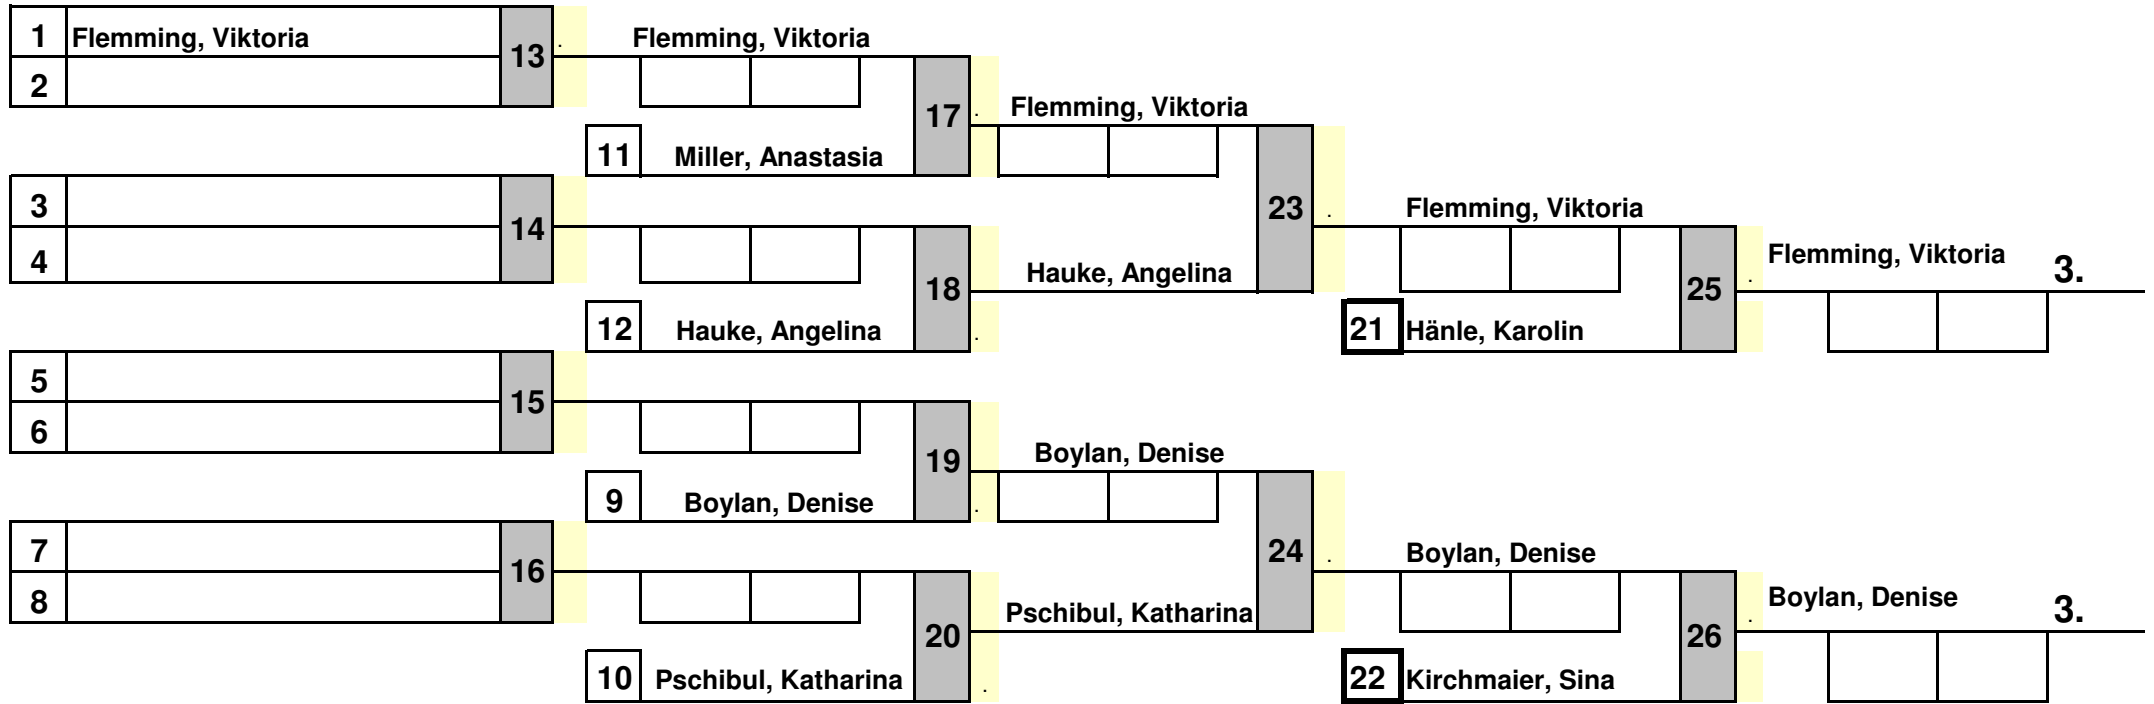 1 Flemming, Viktoria 13 . Flemming, Viktoria
2
17 . Flemming, Viktoria
11 Miller, Anastasia
3
14
23 . Flemming, Viktoria
4
Flemming, Viktoria 3.
18 Hauke, Angelina
25 .
12 Hauke, Angelina .
21 Hänle, Karolin
5
15
6
19 Boylan, Denise
9 Boylan, Denise .
7
16
24 . Boylan, Denise
8
Pschibul, Katharina
Boylan, Denise 3.
20
26 .
10 Pschibul, Katharina .
22 Kirchmaier, Sina